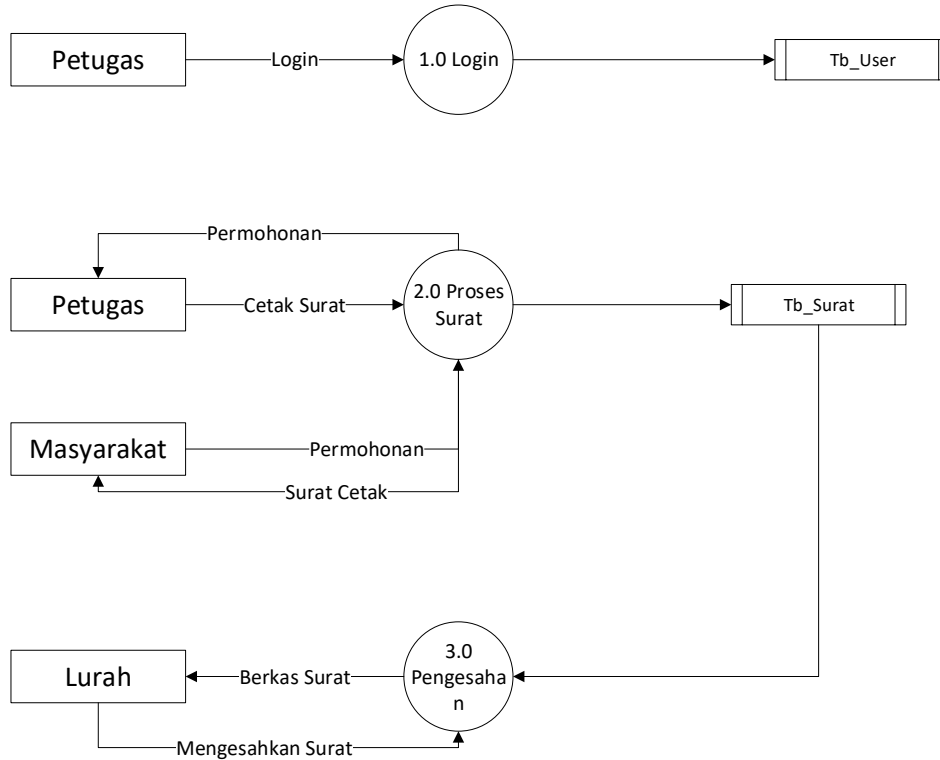 Petugas
Login
1.0 Login
Tb_User
Permohonan
Petugas
Cetak Surat
2.0 Proses
Surat
Tb_Surat
Masyarakat
Permohonan
Surat Cetak
Lurah
Berkas Surat
3.0
Pengesaha
n
Mengesahkan Surat